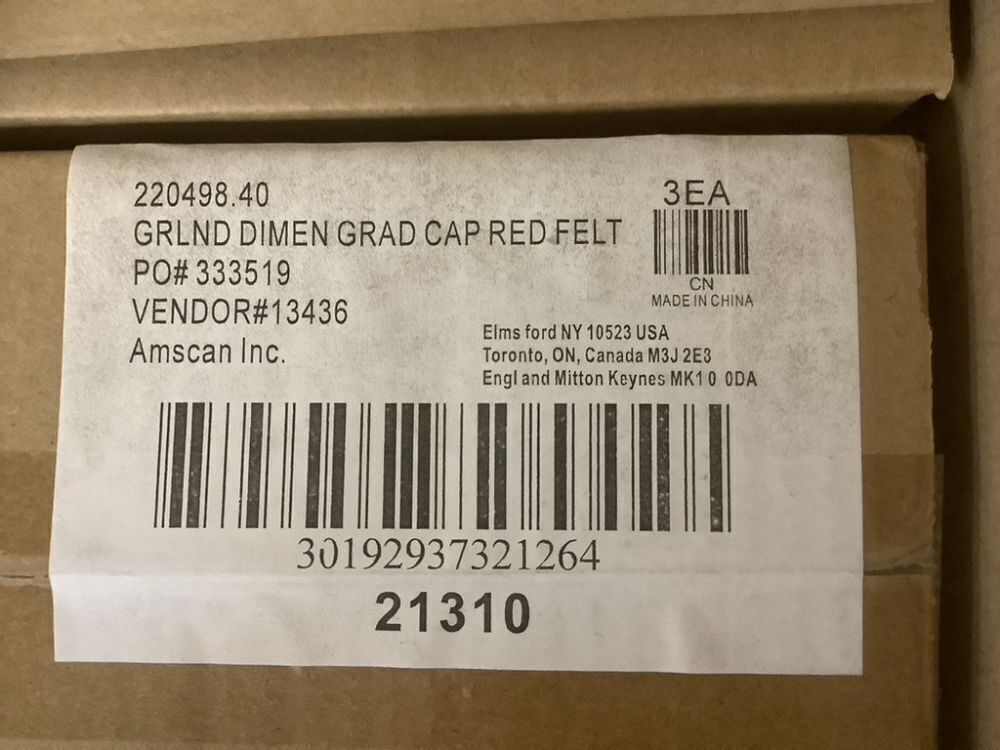 220498.40
GRLND DIMEN GRAD CAP RED FELT
PO# 333519
VENDOR#13436
Amscan Inc.
3EA
CN
MADE IN CHINA
Elms ford NY 10523 USA
Toronto, ON, Canada M3J 2E3
Engl and Mitton Keynes MK1 0 0DA
30192937321264
21310